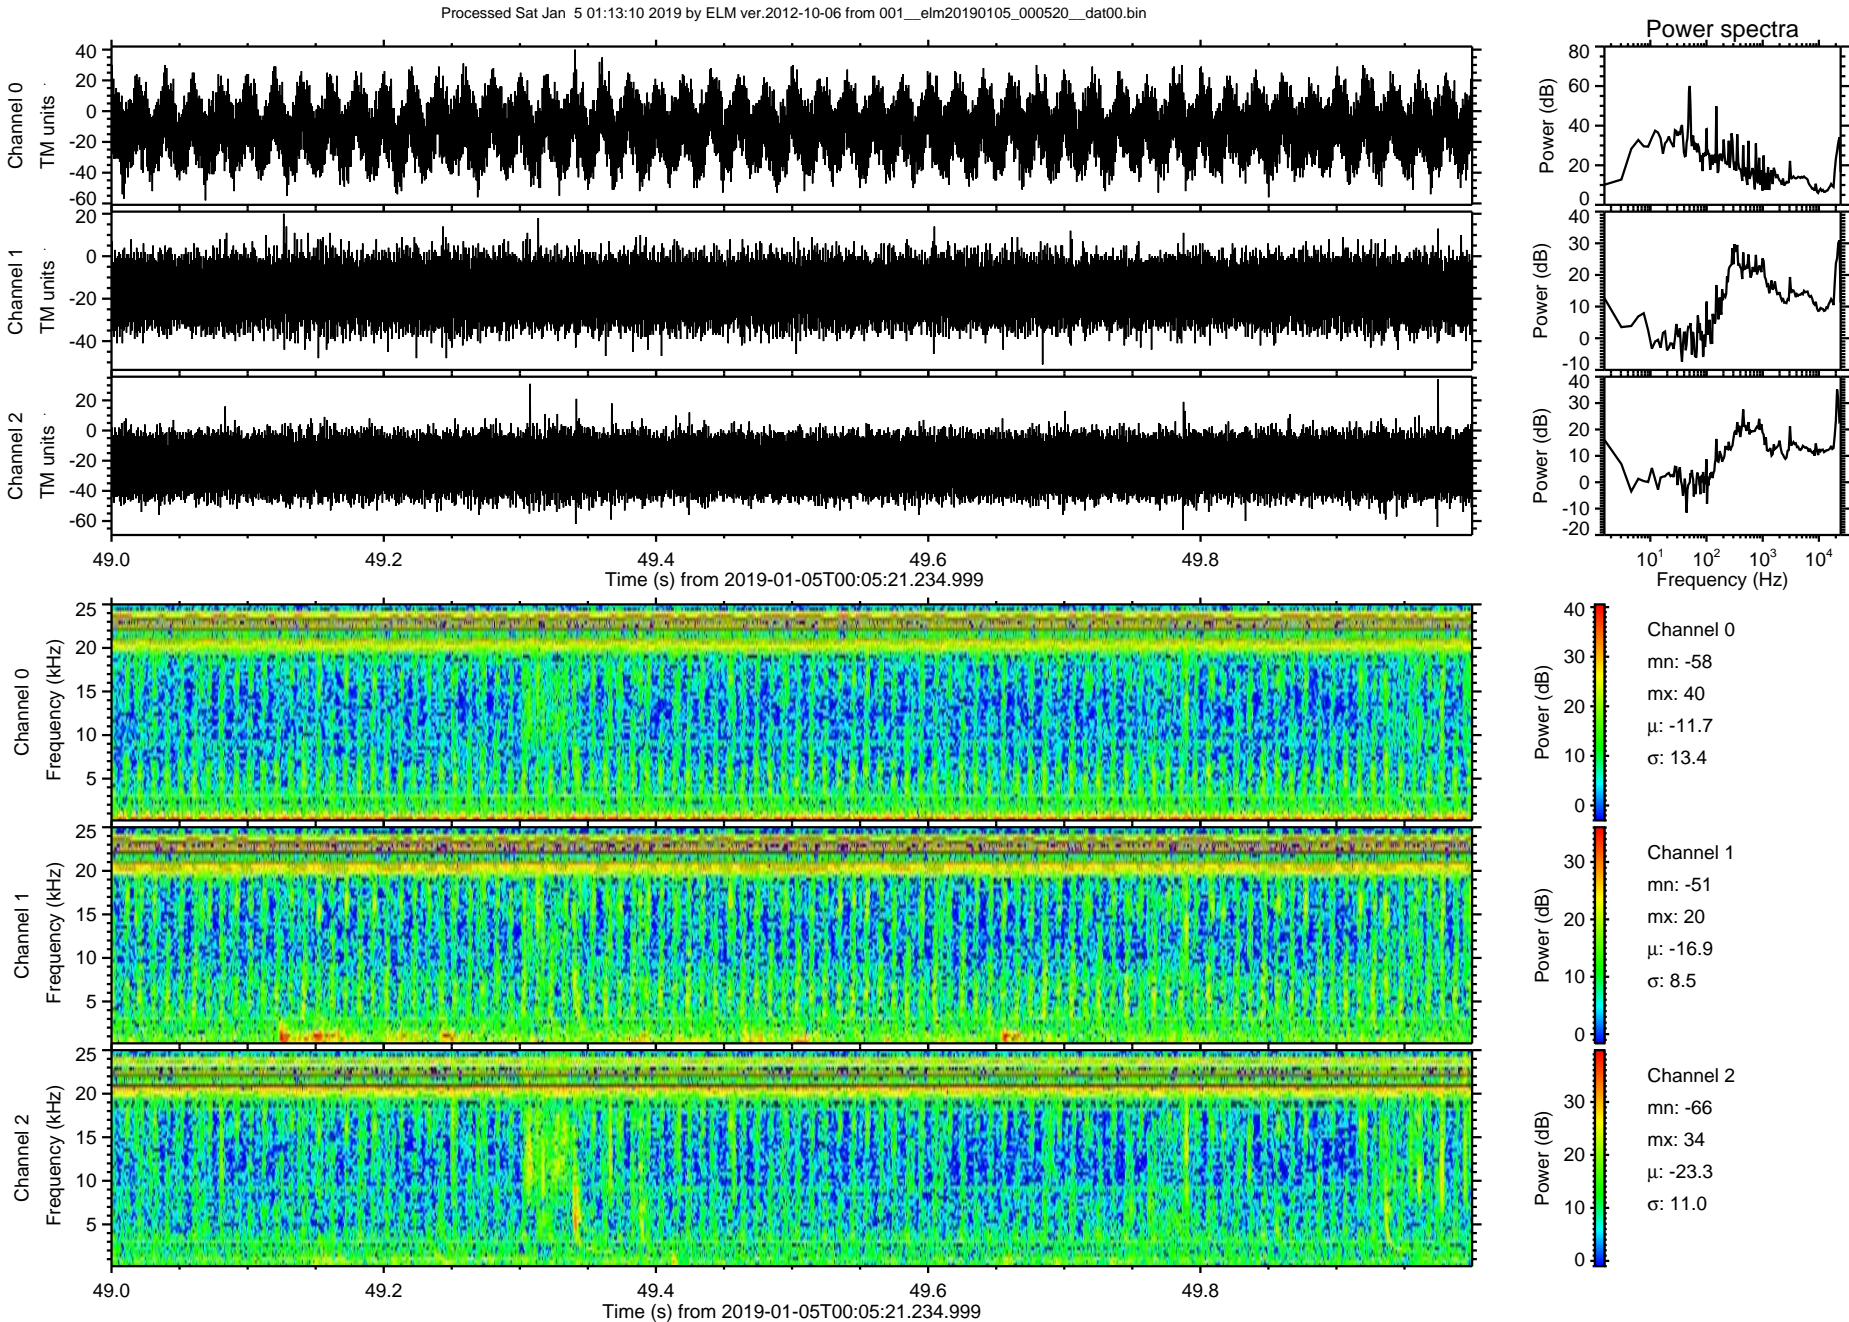 Processed Sat Jan  5 01:13:10 2019 by ELM ver.2012-10-06 from 001__elm20190105_000520__dat00.bin
Power spectra
Channel 0
TM units
40
20
0
-20
-40
-60
Power (dB)
80
60
40
20
0
Channel 1
TM units
20
0
-20
-40
Power (dB)
40
30
20
10
0
-10
Channel 2
TM units
20
0
-20
-40
-60
Power (dB)
40
30
20
10
0
-10
-20
49.0 49.2 49.4 49.6 49.8
Time (s) from 2019-01-05T00:05:21.234.999
10^1 10^2 10^3 10^4
Frequency (Hz)
Channel 0
Frequency (kHz)
25
20
15
10
5
Power (dB)
40
30
20
10
0
Channel 0
mn: -58
mx: 40
μ: -11.7
σ: 13.4
Channel 1
Frequency (kHz)
25
20
15
10
5
Power (dB)
30
20
10
0
Channel 1
mn: -51
mx: 20
μ: -16.9
σ: 8.5
Channel 2
Frequency (kHz)
25
20
15
10
5
Power (dB)
30
20
10
0
Channel 2
mn: -66
mx: 34
μ: -23.3
σ: 11.0
49.0 49.2 49.4 49.6 49.8
Time (s) from 2019-01-05T00:05:21.234.999